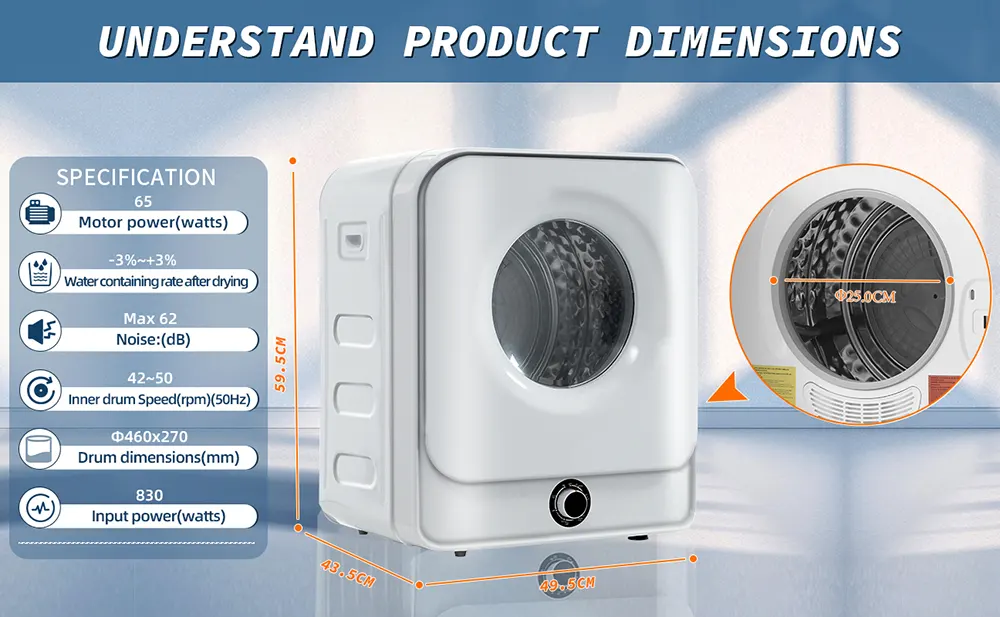 UNDERSTAND PRODUCT DIMENSIONS
SPECIFICATION
65
Motor power(watts)
-3%~+3%
Water containing rate after drying
Max 62
Noise:(dB)
42~50
Inner drum Speed(rpm)(50Hz)
Φ460x270
Drum dimensions(mm)
830
Input power(watts)
59.5CM
43.5CM
49.5CM
Φ25.0CM